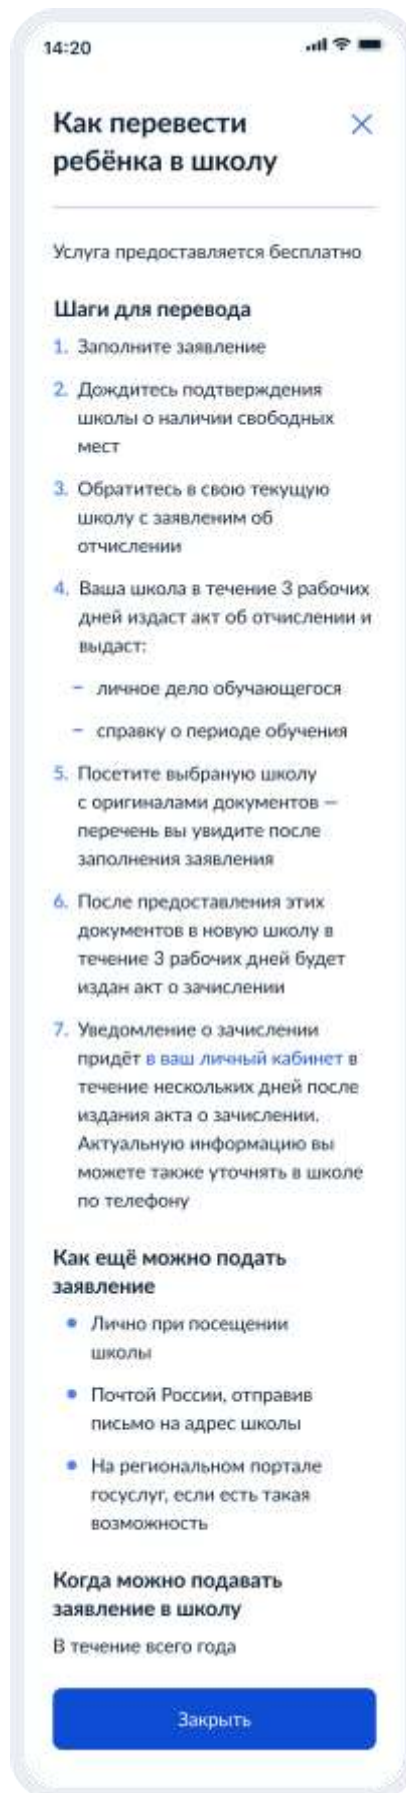 14:20
Как перевести
ребёнка в школу
Услуга предоставляется бесплатно
Шаги для перевода
1. Заполните заявление
2. Дождитесь подтверждения
школы о наличии свободных
мест
3. Обратитесь в свою текущую
школу с заявленим об
отчислении
4. Ваша школа в течение 3 рабочих
дней издаст акт об отчислении и
выдаст:
– личное дело обучающегося
– справку о периоде обучения
5. Посетите выбраную школу
с оригиналами документов —
перечень вы увидите после
заполнения заявления
6. После предоставления этих
документов в новую школу в
течение 3 рабочих дней будет
издан акт о зачислении
7. Уведомление о зачислении
придёт в ваш личный кабинет в
течение нескольких дней после
издания акта о зачислении.
Актуальную информацию вы
можете также уточнять в школе
по телефону
Как ещё можно подать
заявление
• Лично при посещении
школы
• Почтой России, отправив
письмо на адрес школы
• На региональном портале
госуслуг, если есть такая
возможность
Когда можно подавать
заявление в школу
В течение всего года
Закрыть